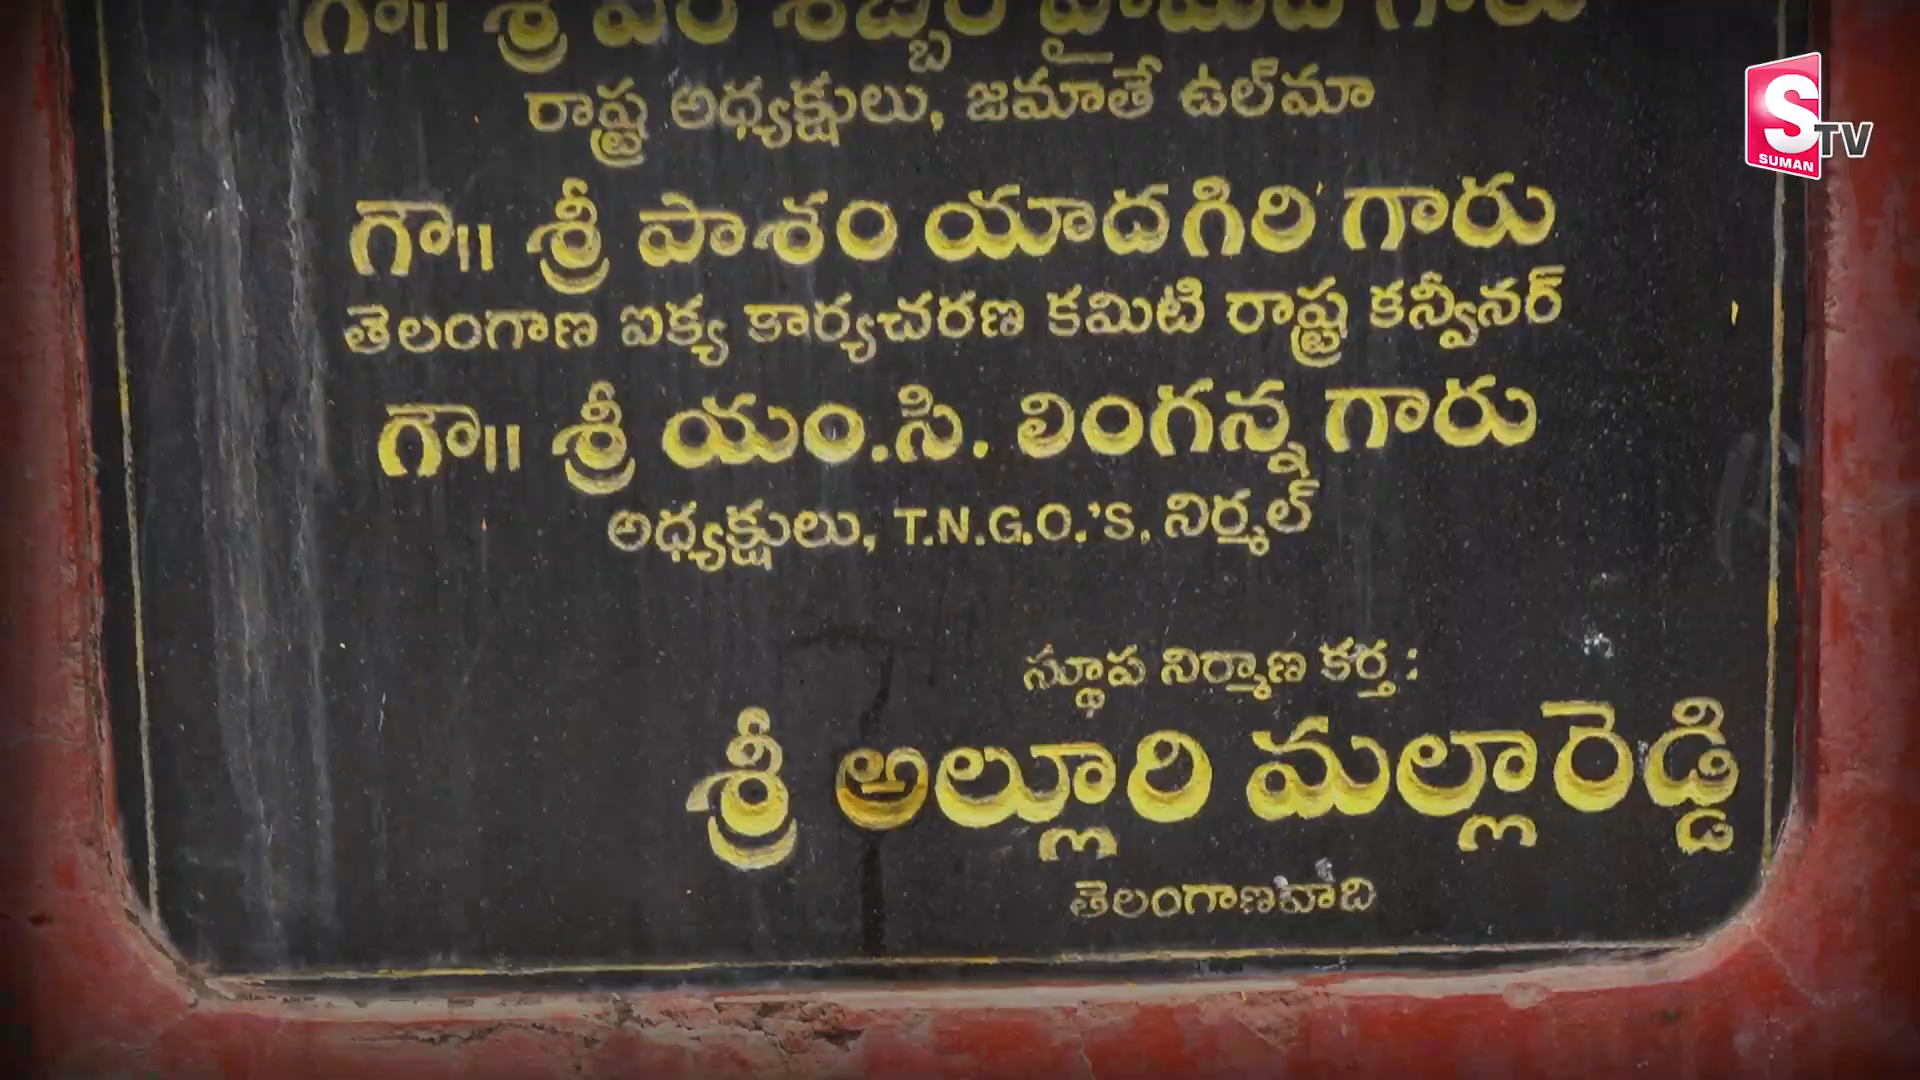 గౌ॥ శ్రీ
రాష్ట్ర అధ్యక్షులు, జమాతే ఉల్‌మా
గౌ॥ శ్రీ పాశం యాదగిరి గారు
తెలంగాణ ఐక్య కార్యచరణ కమిటి రాష్ట్ర కన్వీనర్
గౌ॥ శ్రీ యం.సి. లింగన్న గారు
అధ్యక్షులు, T.N.G.O.'S, నిర్మల్
స్థూప నిర్మాణ కర్త :
శ్రీ అల్లూరి మల్లారెడ్డి
తెలంగాణవాది
S TV
SUMAN